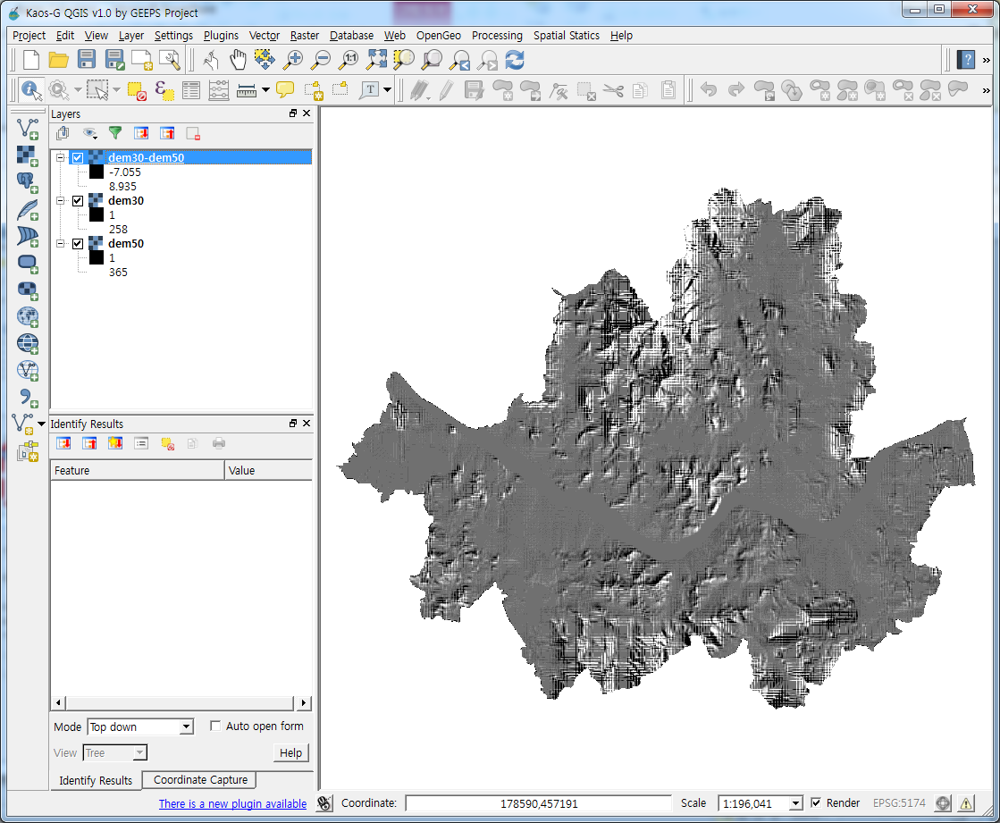 Kaos-G QGIS v1.0 by GEEPS Project
Project Edit View Layer Settings Plugins Vector Raster Database Web OpenGeo Processing Spatial Statics Help
1:1
T
Layers
dem30-dem50
-7.055
8.935
dem30
1
258
dem50
1
365
Identify Results
Feature Value
Mode Top down Auto open form
View Tree Help
Identify Results Coordinate Capture
There is a new plugin available Coordinate: 178590,457191 Scale 1:196,041 Render EPSG:5174